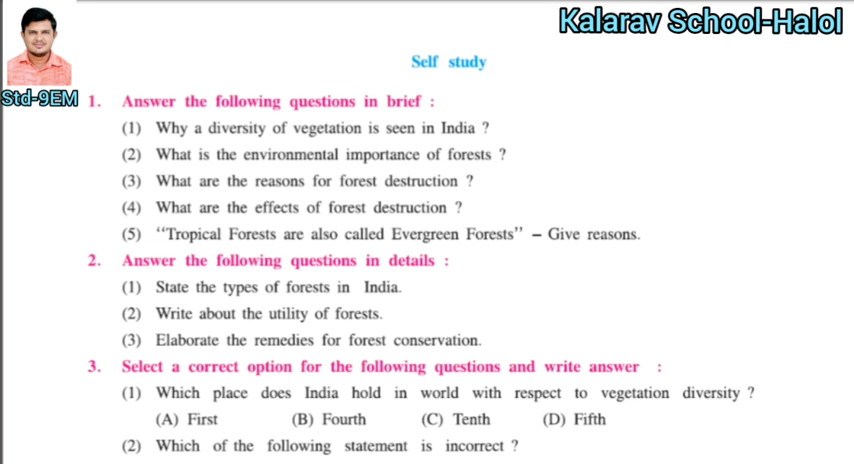 Kalarav School-Halol
Self study
Std-9EM
1. Answer the following questions in brief :
(1) Why a diversity of vegetation is seen in India ?
(2) What is the environmental importance of forests ?
(3) What are the reasons for forest destruction ?
(4) What are the effects of forest destruction ?
(5) “Tropical Forests are also called Evergreen Forests” – Give reasons.
2. Answer the following questions in details :
(1) State the types of forests in India.
(2) Write about the utility of forests.
(3) Elaborate the remedies for forest conservation.
3. Select a correct option for the following questions and write answer :
(1) Which place does India hold in world with respect to vegetation diversity ?
(A) First (B) Fourth (C) Tenth (D) Fifth
(2) Which of the following statement is incorrect ?